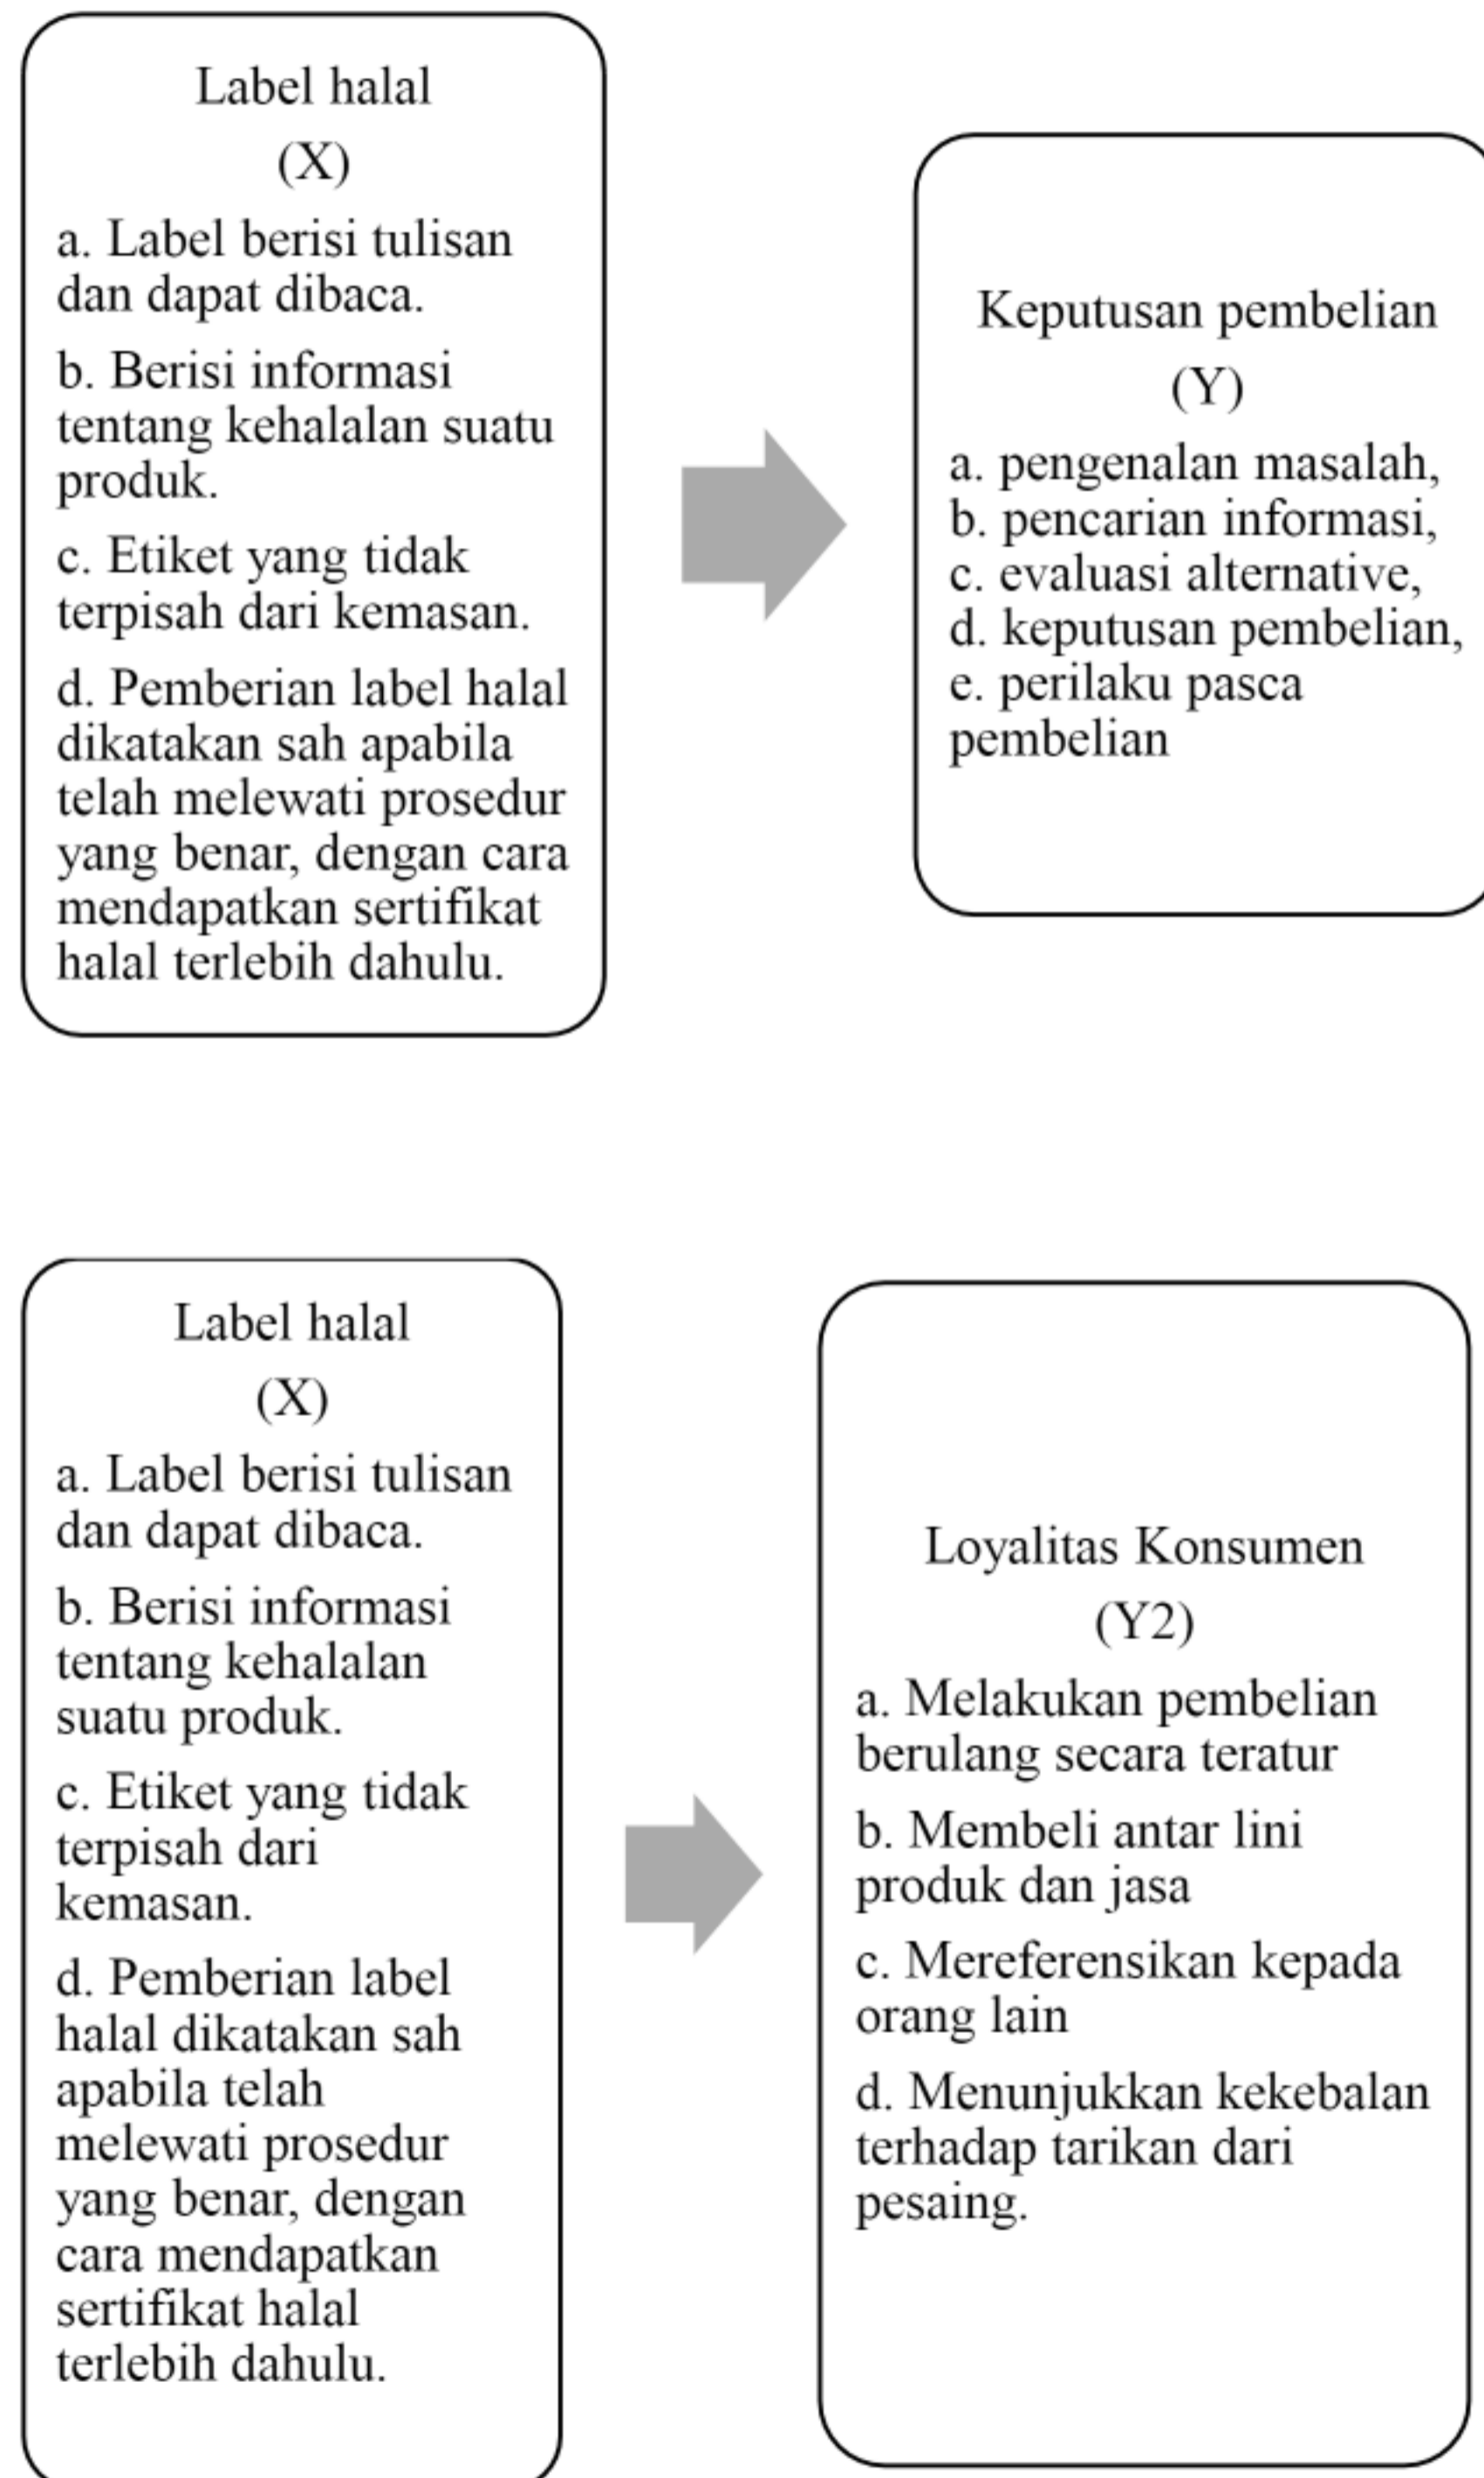 Label halal
(X)
a. Label berisi tulisan
dan dapat dibaca.
b. Berisi informasi
tentang kehalalan suatu
produk.
c. Etiket yang tidak
terpisah dari kemasan.
d. Pemberian label halal
dikatakan sah apabila
telah melewati prosedur
yang benar, dengan cara
mendapatkan sertifikat
halal terlebih dahulu.
Keputusan pembelian
(Y)
a. pengenalan masalah,
b. pencarian informasi,
c. evaluasi alternative,
d. keputusan pembelian,
e. perilaku pasca
pembelian
Label halal
(X)
a. Label berisi tulisan
dan dapat dibaca.
b. Berisi informasi
tentang kehalalan
suatu produk.
c. Etiket yang tidak
terpisah dari
kemasan.
d. Pemberian label
halal dikatakan sah
apabila telah
melewati prosedur
yang benar, dengan
cara mendapatkan
sertifikat halal
terlebih dahulu.
Loyalitas Konsumen
(Y2)
a. Melakukan pembelian
berulang secara teratur
b. Membeli antar lini
produk dan jasa
c. Mereferensikan kepada
orang lain
d. Menunjukkan kekebalan
terhadap tarikan dari
pesaing.